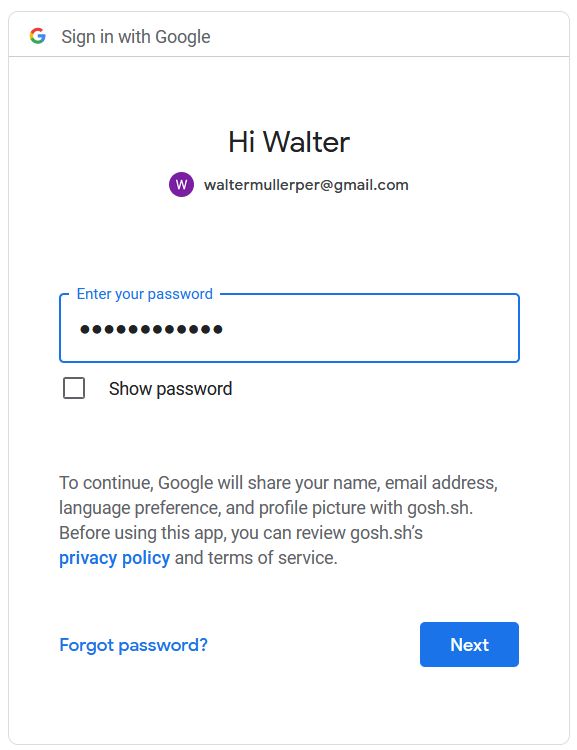 Sign in with Google
Hi Walter
W waltermullerper@gmail.com
Enter your password
••••••••••••
Show password
To continue, Google will share your name, email address,
language preference, and profile picture with gosh.sh.
Before using this app, you can review gosh.sh’s
privacy policy and terms of service.
Forgot password?
Next